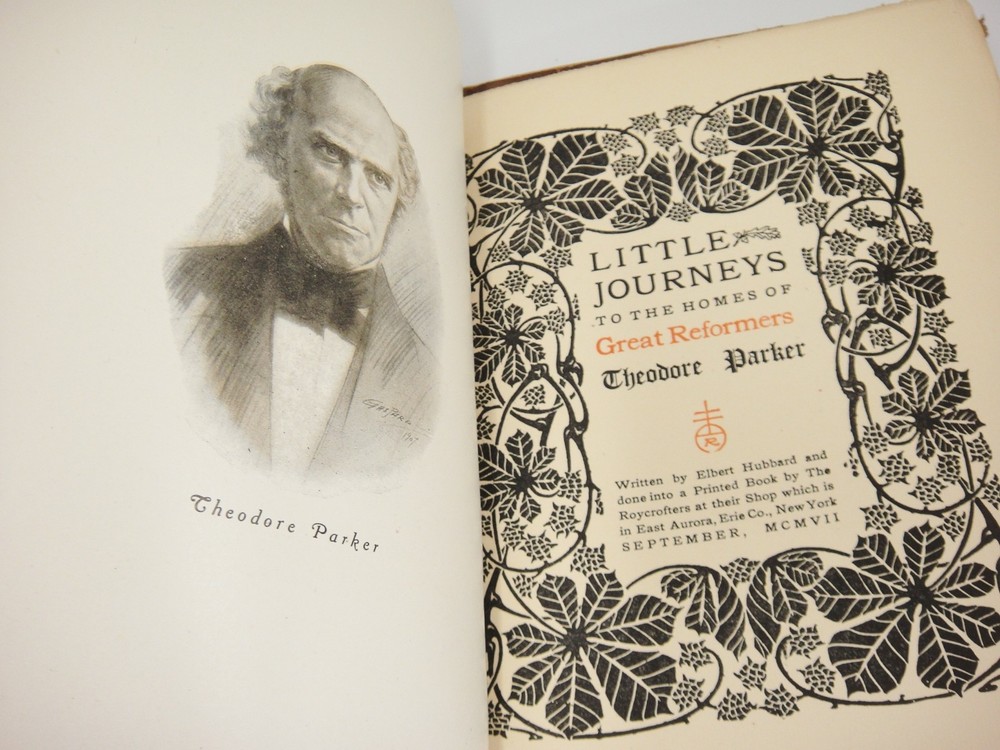 Theodore Parker
LITTLE
JOURNEYS
TO THE HOMES OF
Great Reformers
Theodore Parker
R
Written by Elbert Hubbard and
done into a Printed Book by The
Roycrofters at their Shop which is
in East Aurora, Erie Co., New York
SEPTEMBER, MCMVII